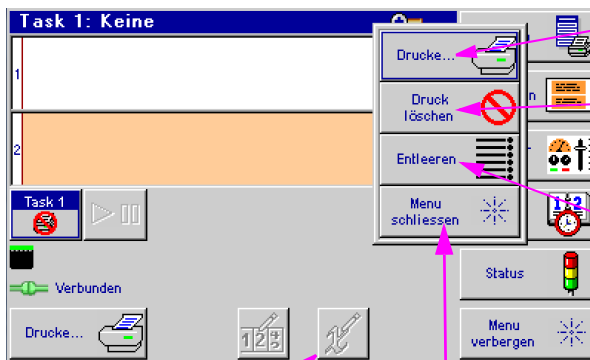 Task 1: Keine
1
2
Drucke...
Druck
löschen
Entleeren
Menu
schliessen
n
Task 1
Verbunden
Status
Drucke...
Menu
verbergen